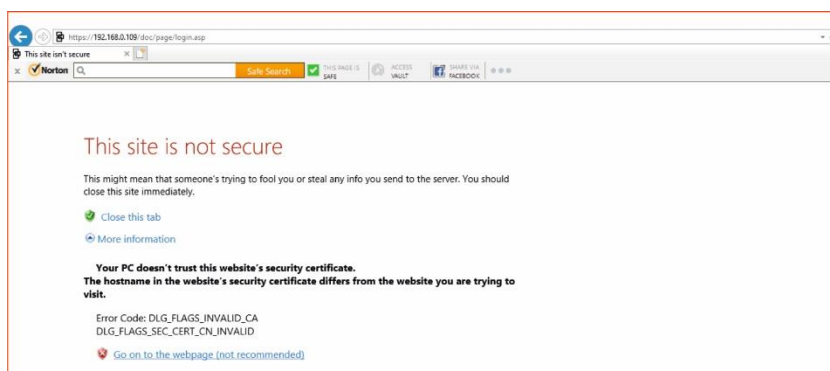 https://192.168.0.109/doc/page/login.asp
This site isn't secure
x Norton Safe Search THIS PAGE IS SAFE ACCESS VAULT SHARE VIA FACEBOOK
This site is not secure
This might mean that someone's trying to fool you or steal any info you send to the server. You should
close this site immediately.
Close this tab
More information
Your PC doesn't trust this website's security certificate.
The hostname in the website's security certificate differs from the website you are trying to
visit.
Error Code: DLG_FLAGS_INVALID_CA
DLG_FLAGS_SEC_CERT_CN_INVALID
Go on to the webpage (not recommended)